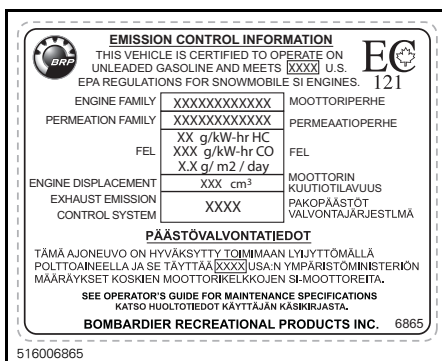 EMISSION CONTROL INFORMATION
THIS VEHICLE IS CERTIFIED TO OPERATE ON
UNLEADED GASOLINE AND MEETS XXXX U.S.
EPA REGULATIONS FOR SNOWMOBILE SI ENGINES.
BRP
EC
121
ENGINE FAMILY XXXXXXXXXXXX MOOTTORIPERHE
PERMEATION FAMILY XXXXXXXXXXXX PERMEAATIOPERHE
XX g/kW-hr HC
FEL XXX g/kW-hr CO FEL
X.X g/ m2 / day
ENGINE DISPLACEMENT XXX cm³ MOOTTORIN KUUTIOTILAVUUS
EXHAUST EMISSION CONTROL SYSTEM XXXX PAKOPÄÄSTÖT VALVONTAJÄRJESTLMÄ
PÄÄSTÖVALVONTATIEDOT
TÄMÄ AJONEUVO ON HYVÄKSYTTY TOIMIMAAN LYIJYTTÖMÄLLÄ
POLTTOAINEELLA JA SE TÄYTTÄÄ XXXX USA:N YMPÄRISTÖMINISTERIÖN
MÄÄRÄYKSET KOSKIEN MOOTTORIKELKKOJEN SI-MOOTTOREITA.
SEE OPERATOR'S GUIDE FOR MAINTENANCE SPECIFICATIONS
KATSO HUOLTOTIEDOT KÄYTTÄJÄN KÄSIKIRJASTA.
BOMBARDIER RECREATIONAL PRODUCTS INC. 6865
516006865